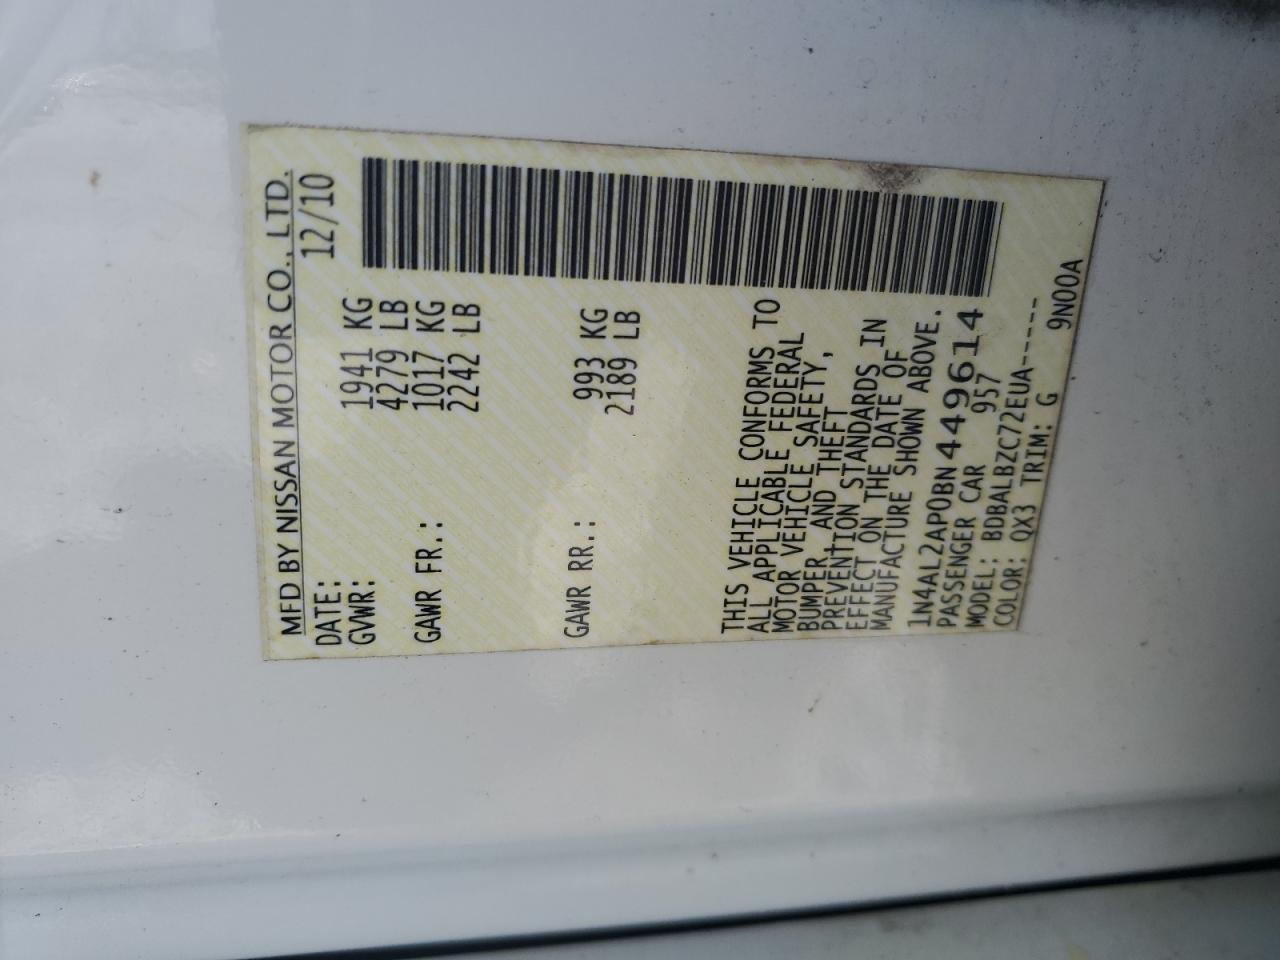 MFD BY NISSAN MOTOR CO., LTD.
DATE: 12/10
GVWR: 1941 KG
4279 LB
GAWR FR.: 1017 KG
2242 LB
GAWR RR.: 993 KG
2189 LB
THIS VEHICLE CONFORMS TO
ALL APPLICABLE FEDERAL
MOTOR VEHICLE SAFETY,
BUMPER, AND THEFT
PREVENTION STANDARDS IN
EFFECT ON THE DATE OF
MANUFACTURE SHOWN ABOVE.
1N4AL2AP0BN449614
PASSENGER CAR 957
MODEL: BDBALBZC72EUA-----
COLOR: QX3 TRIM: G 9N00A